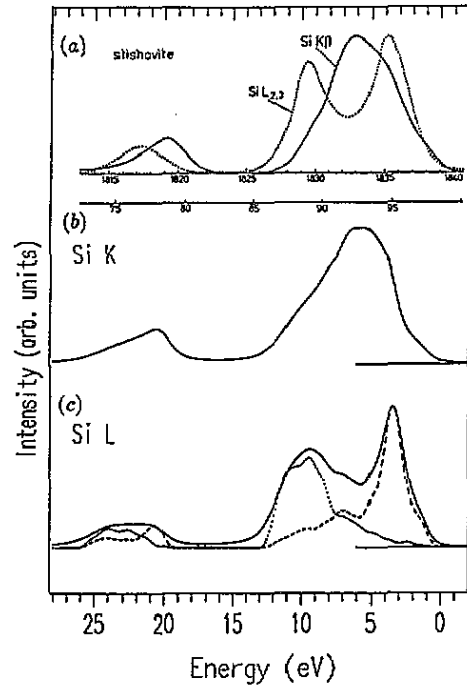 (a)
stishovite
Si Kβ
Si L2,3
1815 1820 1825 1830 1835 1840
75 80 85 90 95
(b)
Si K
(c)
Si L
Intensity (arb. units)
25 20 15 10 5 0
Energy (eV)